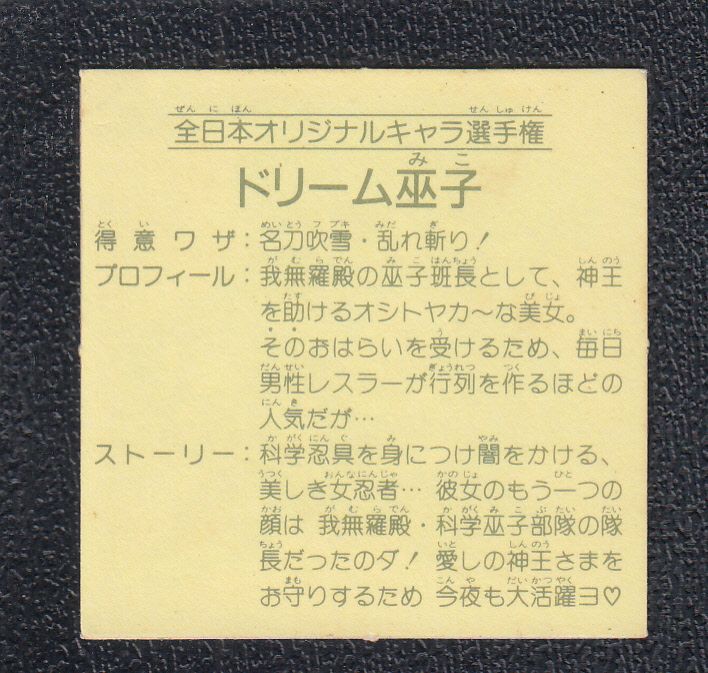 全日本オリジナルキャラ選手権
ドリーム巫子
得意ワザ:名刀吹雪・乱れ斬り!
プロフィール:我無羅殿の巫子班長として、神王
を助けるオシトヤカ〜な美女。
そのおはらいを受けるため、毎日
男性レスラーが行列を作るほどの
人気だが…
ストーリー:科学忍具を身につけ闇をかける、
美しき女忍者… 彼女のもう一つの
顔は 我無羅殿・科学巫子部隊の隊
長だったのダ! 愛しの神王さまを
お守りするため 今夜も大活躍ヨ♡